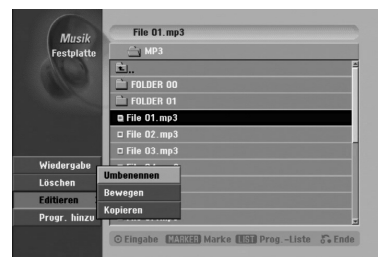 Musik
Festplatte
File 01.mp3
MP3
..
FOLDER 00
FOLDER 01
File 01.mp3
File 02.mp3
File 03.mp3
Wiedergabe
Löschen
Editieren
Progr. hinzu
Umbenennen
Bewegen
Kopieren
Eingabe MARKER Marke LIST Prog.-Liste Ende